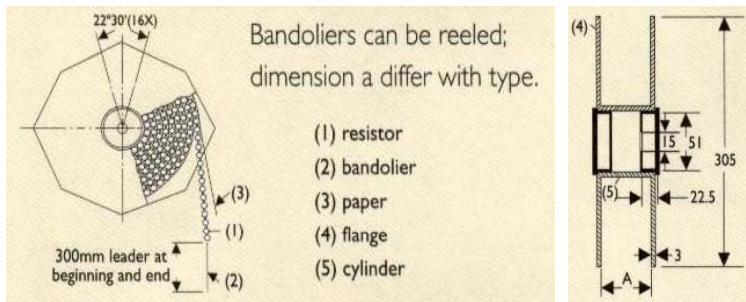 22°30'(16X)
Bandoliers can be reeled;
dimension a differ with type.
(1) resistor
(2) bandolier
(3) paper
(4) flange
(5) cylinder
(3)
(1)
300mm leader at
beginning and end
(2)
(4)
15
51
305
(5)
22.5
3
A